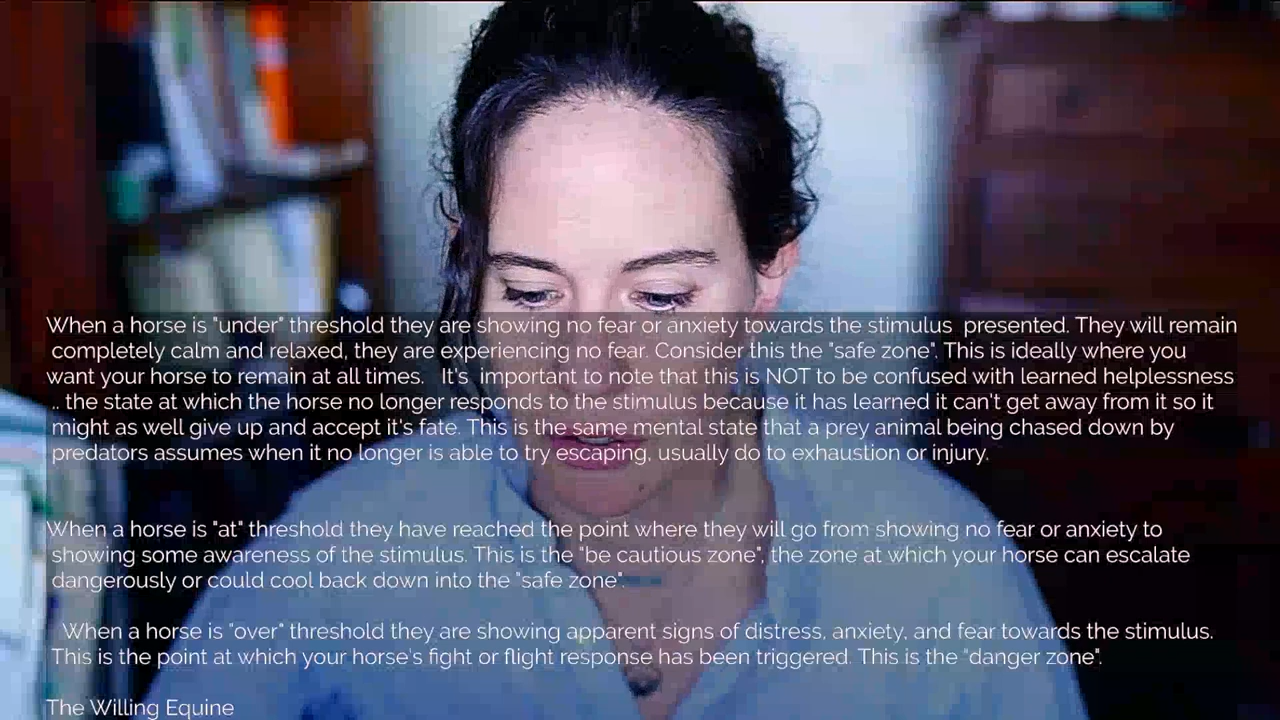 When a horse is "under" threshold they are showing no fear or anxiety towards the stimulus  presented. They will remain
completely calm and relaxed, they are experiencing no fear. Consider this the "safe zone". This is ideally where you
want your horse to remain at all times.   It's  important to note that this is NOT to be confused with learned helplessness
.. the state at which the horse no longer responds to the stimulus because it has learned it can't get away from it so it
might as well give up and accept it's fate. This is the same mental state that a prey animal being chased down by
predators assumes when it no longer is able to try escaping, usually do to exhaustion or injury.
When a horse is "at" threshold they have reached the point where they will go from showing no fear or anxiety to
showing some awareness of the stimulus. This is the "be cautious zone", the zone at which your horse can escalate
dangerously or could cool back down into the "safe zone".
When a horse is "over" threshold they are showing apparent signs of distress, anxiety, and fear towards the stimulus.
This is the point at which your horse's fight or flight response has been triggered. This is the "danger zone".
The Willing Equine